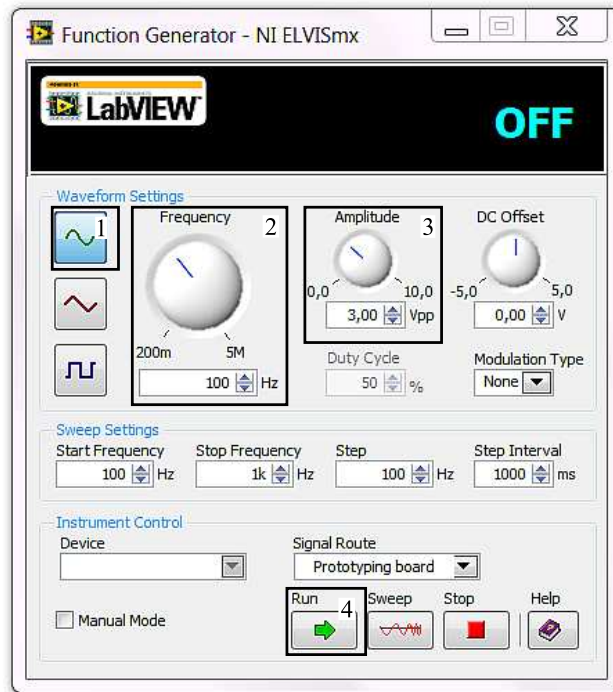 Function Generator - NI ELVISmx
LabVIEW™
OFF
Waveform Settings
1
Frequency 2
200m 5M
100 Hz
Amplitude 3
0,0 10,0
3,00 Vpp
DC Offset
-5,0 5,0
0,00 V
Duty Cycle
50 %
Modulation Type
None
Sweep Settings
Start Frequency Stop Frequency Step Step Interval
100 Hz 1k Hz 100 Hz 1000 ms
Instrument Control
Device Signal Route
Prototyping board
Manual Mode
Run 4 Sweep Stop Help